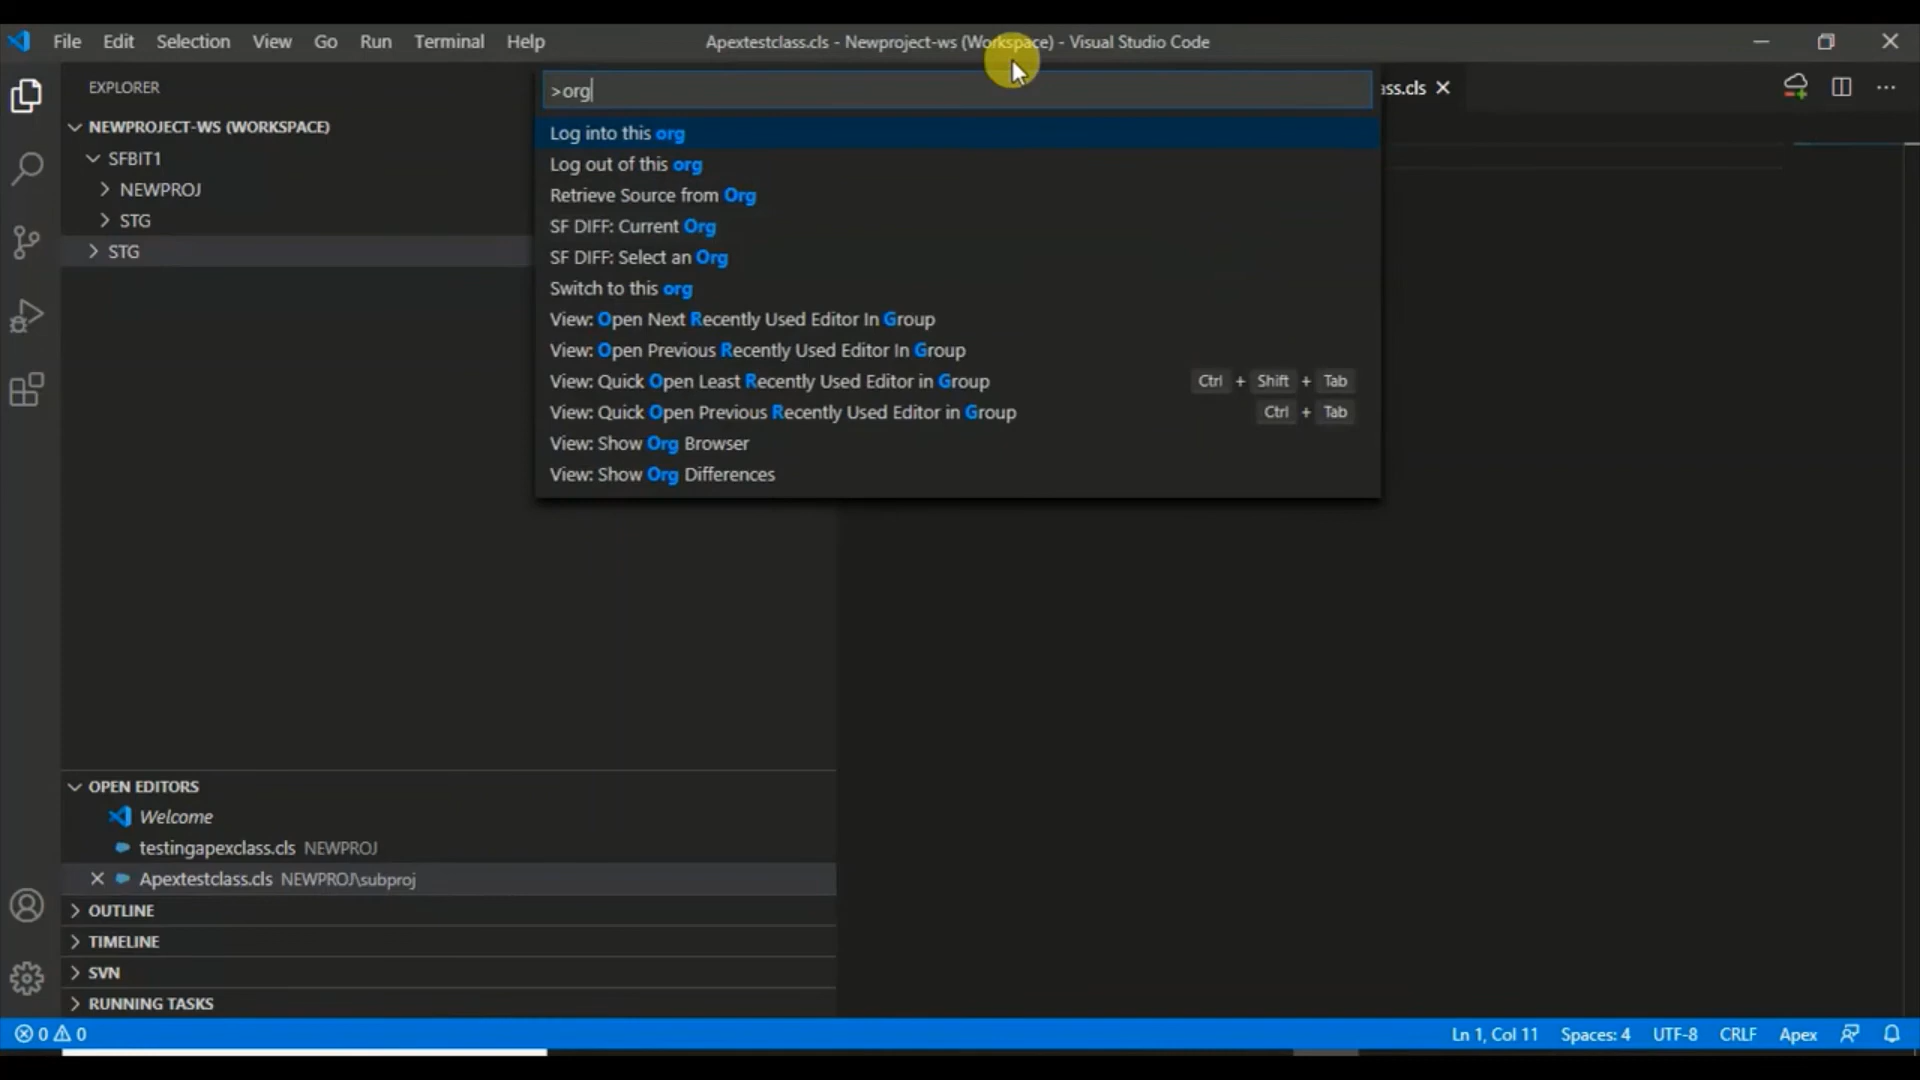 File Edit Selection View Go Run Terminal Help Apextestclass.cls - Newproject-ws (Workspace) - Visual Studio Code
EXPLORER
>org
ass.cls
NEWPROJECT-WS (WORKSPACE)
SFBIT1
NEWPROJ
STG
STG
Log into this org
Log out of this org
Retrieve Source from Org
SF DIFF: Current Org
SF DIFF: Select an Org
Switch to this org
View: Open Next Recently Used Editor In Group
View: Open Previous Recently Used Editor In Group
View: Quick Open Least Recently Used Editor in Group Ctrl + Shift + Tab
View: Quick Open Previous Recently Used Editor in Group Ctrl + Tab
View: Show Org Browser
View: Show Org Differences
OPEN EDITORS
Welcome
testingapexclass.cls NEWPROJ
Apextestclass.cls NEWPROJ\subproj
OUTLINE
TIMELINE
SVN
RUNNING TASKS
0 0 Ln 1, Col 11 Spaces: 4 UTF-8 CRLF Apex